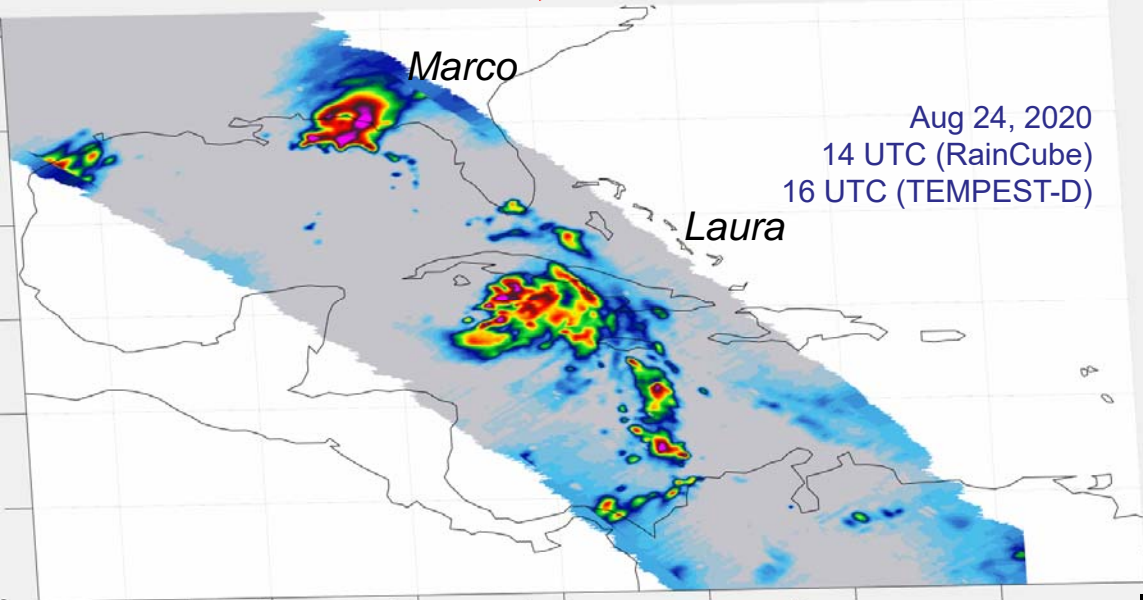 Marco
Aug 24, 2020
14 UTC (RainCube)
16 UTC (TEMPEST-D)
Laura